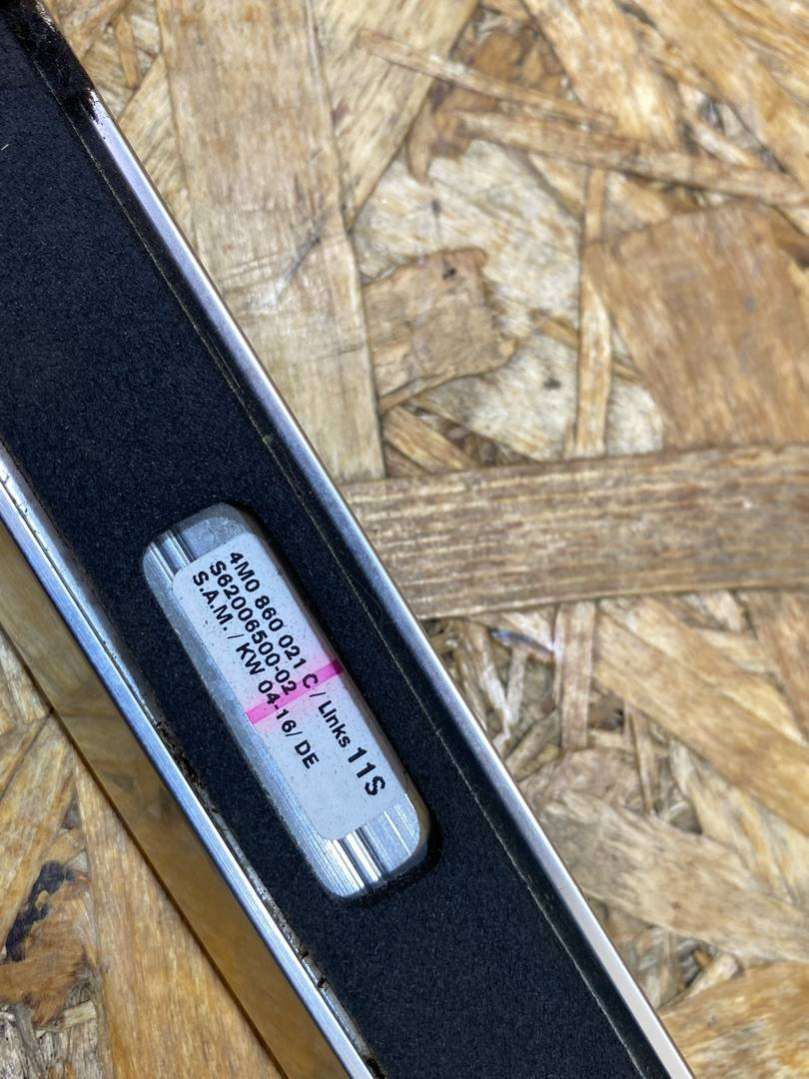 4M0 860 021 C / Links 11S
S62006500-02
S.A.M. / KW 04-16/ DE